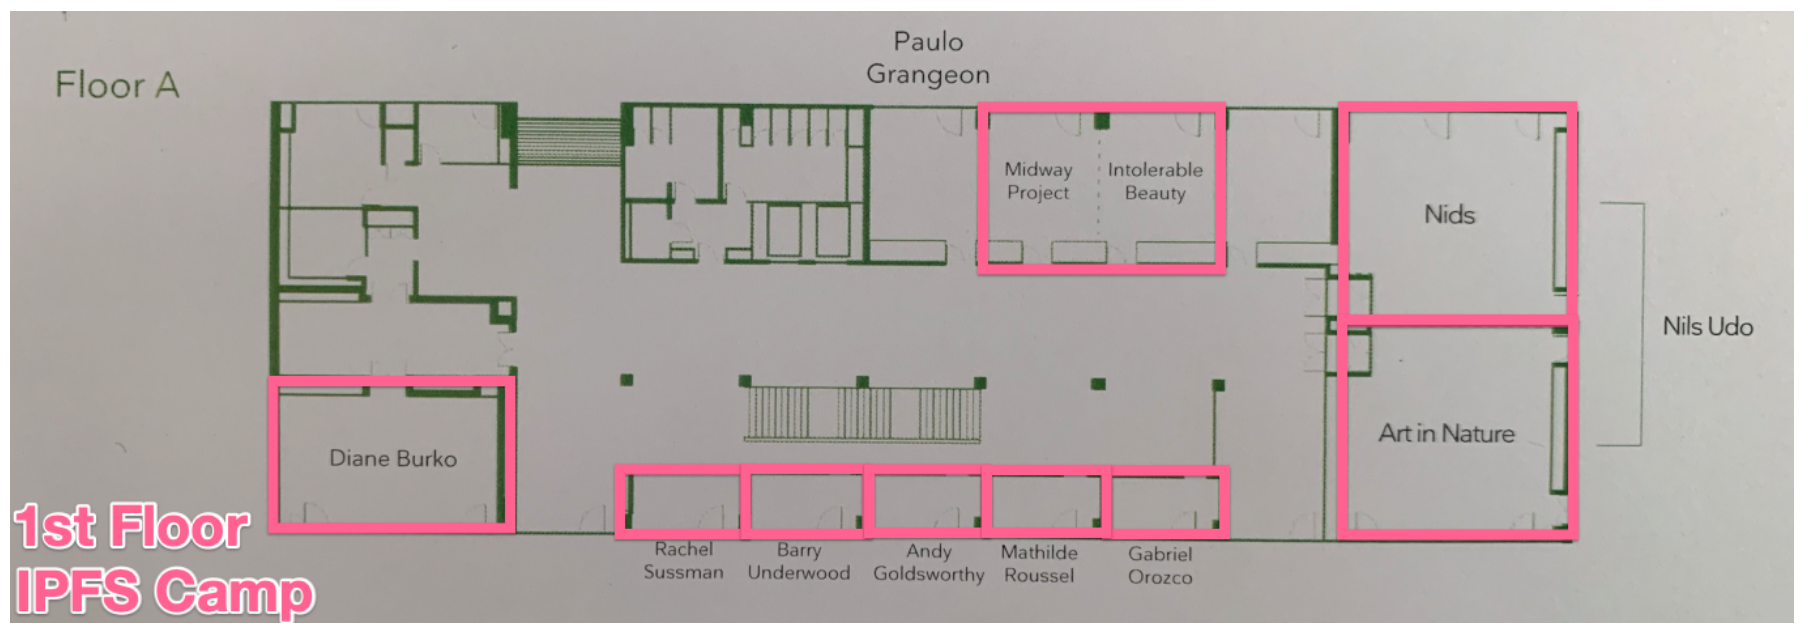 Paulo
Grangeon
Floor A
Midway
Project
Intolerable
Beauty
Nids
Nils Udo
Art in Nature
Diane Burko
1st Floor
IPFS Camp
Rachel
Sussman
Barry
Underwood
Andy
Goldsworthy
Mathilde
Roussel
Gabriel
Orozco